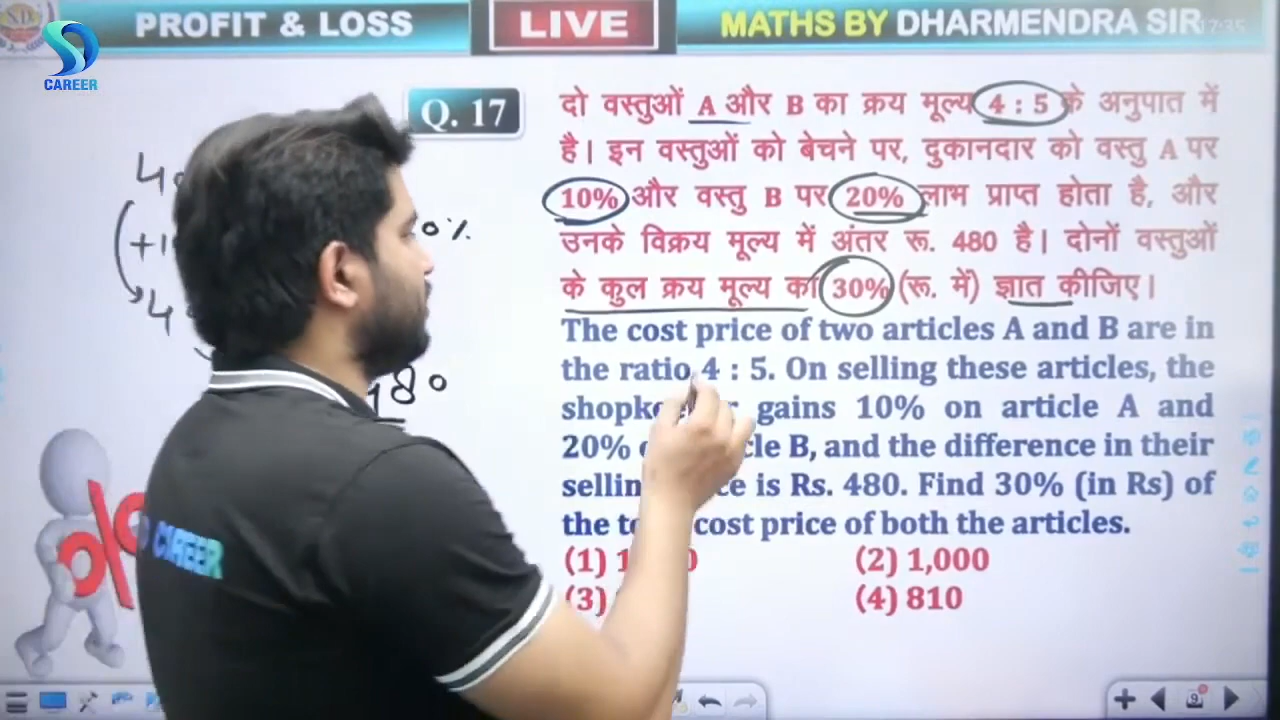 PROFIT & LOSS
LIVE
MATHS BY DHARMENDRA SIR
17:35
CAREER
Q. 17
दो वस्तुओं A और B का क्रय मूल्य 4 : 5 के अनुपात में
है। इन वस्तुओं को बेचने पर, दुकानदार को वस्तु A पर
10% और वस्तु B पर 20% लाभ प्राप्त होता है, और
उनके विक्रय मूल्य में अंतर रू. 480 है। दोनों वस्तुओं
के कुल क्रय मूल्य का 30% (रू. में) ज्ञात कीजिए।
The cost price of two articles A and B are in
the ratio 4 : 5. On selling these articles, the
gains 10% on article A and
20% B, and the difference in their
is Rs. 480. Find 30% (in Rs) of
the cost price of both the articles.
(1)
(2) 1,000
(3)
(4) 810
180
CAREER